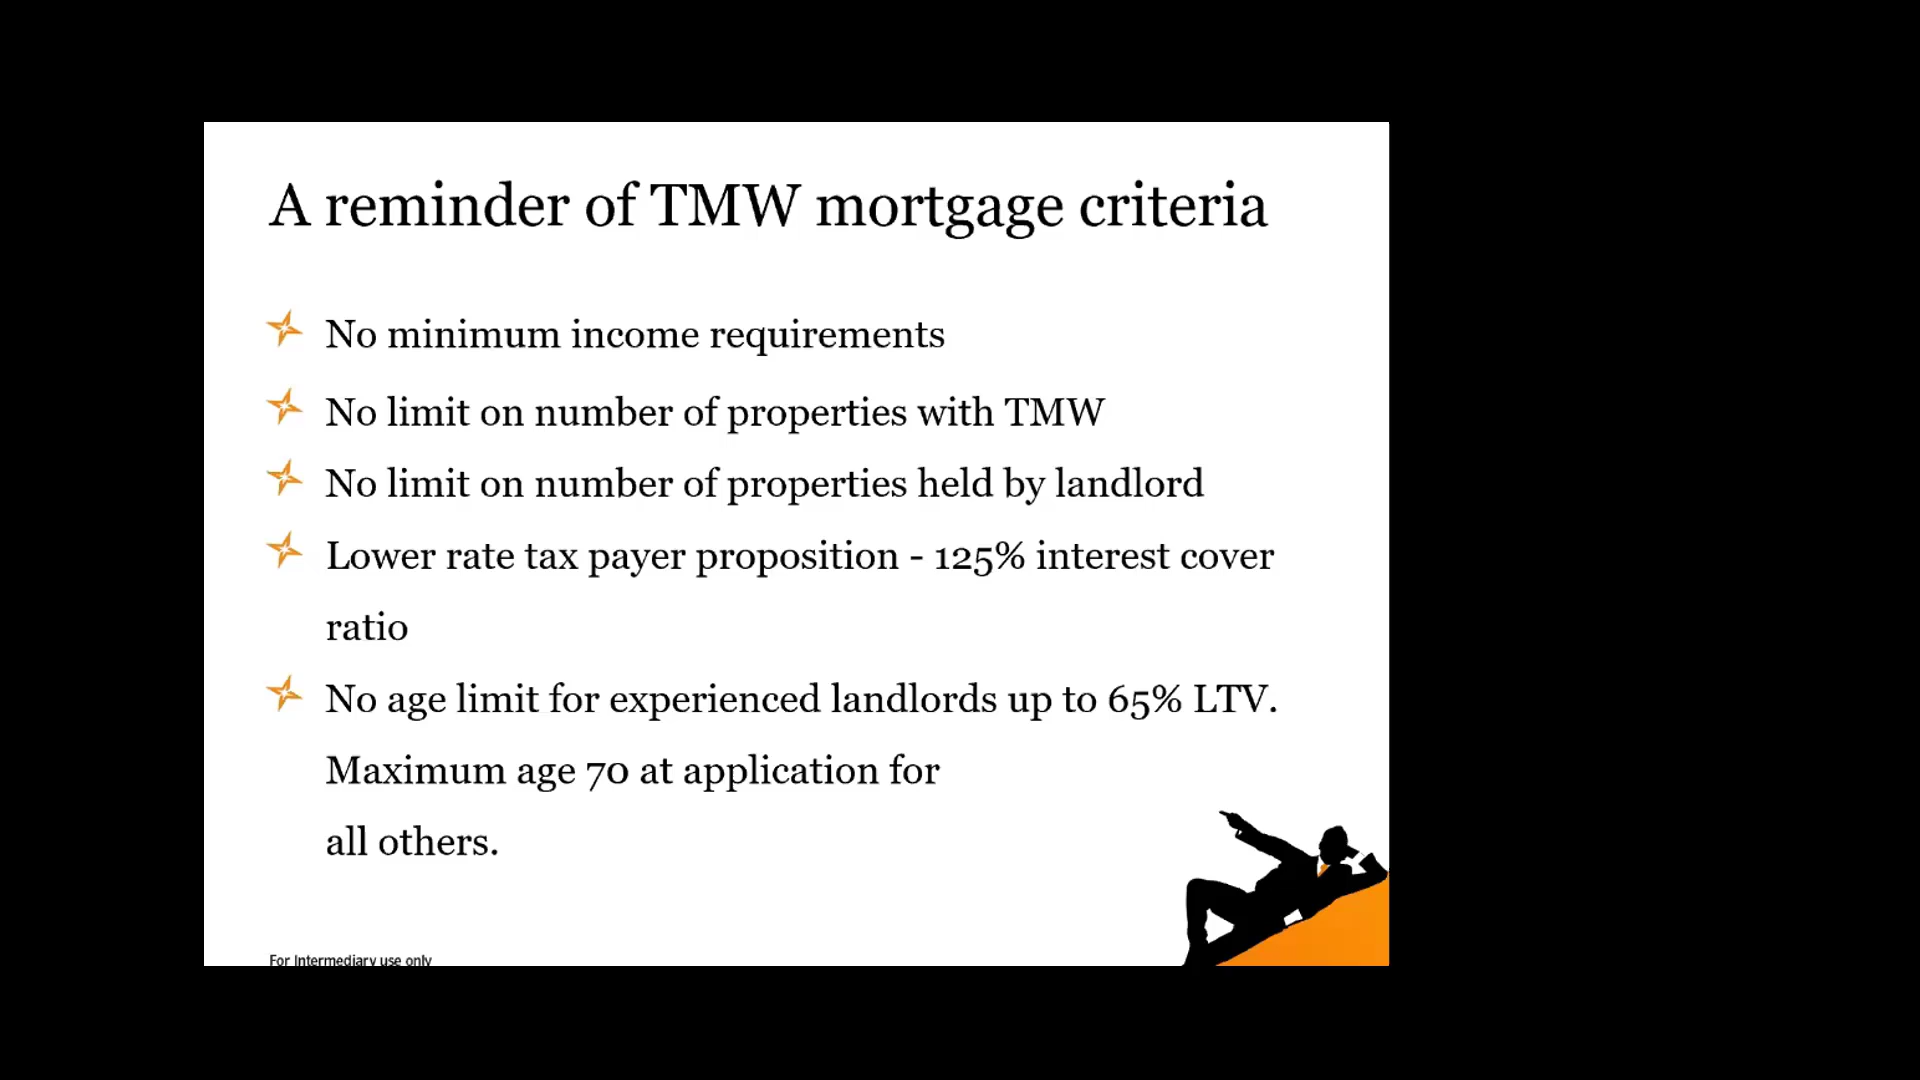 A reminder of TMW mortgage criteria
No minimum income requirements
No limit on number of properties with TMW
No limit on number of properties held by landlord
Lower rate tax payer proposition - 125% interest cover
ratio
No age limit for experienced landlords up to 65% LTV.
Maximum age 70 at application for
all others.
For Intermediary use only